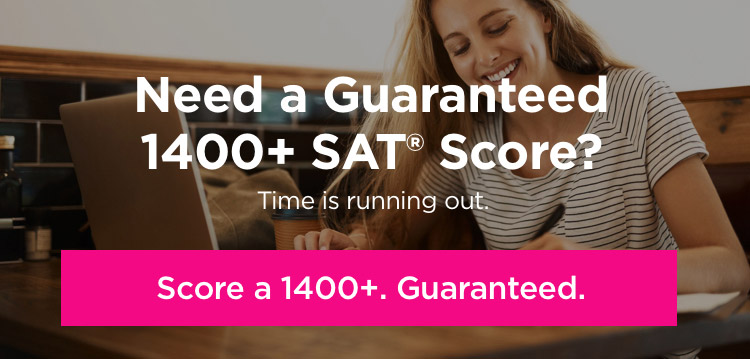 Need a Guaranteed
1400+ SAT® Score?
Time is running out.
Score a 1400+. Guaranteed.